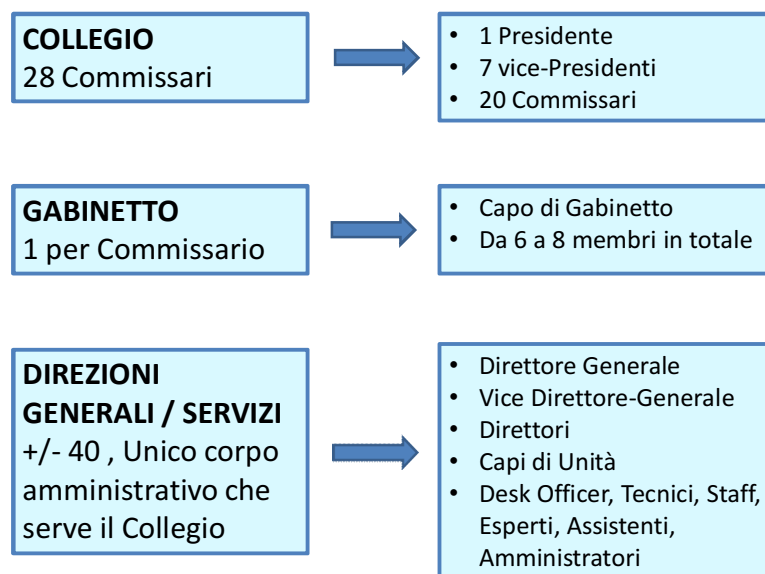 COLLEGIO
28 Commissari
• 1 Presidente
• 7 vice-Presidenti
• 20 Commissari
GABINETTO
1 per Commissario
• Capo di Gabinetto
• Da 6 a 8 membri in totale
DIREZIONI
GENERALI / SERVIZI
+/- 40 , Unico corpo
amministrativo che
serve il Collegio
• Direttore Generale
• Vice Direttore-Generale
• Direttori
• Capi di Unità
• Desk Officer, Tecnici, Staff,
Esperti, Assistenti,
Amministratori